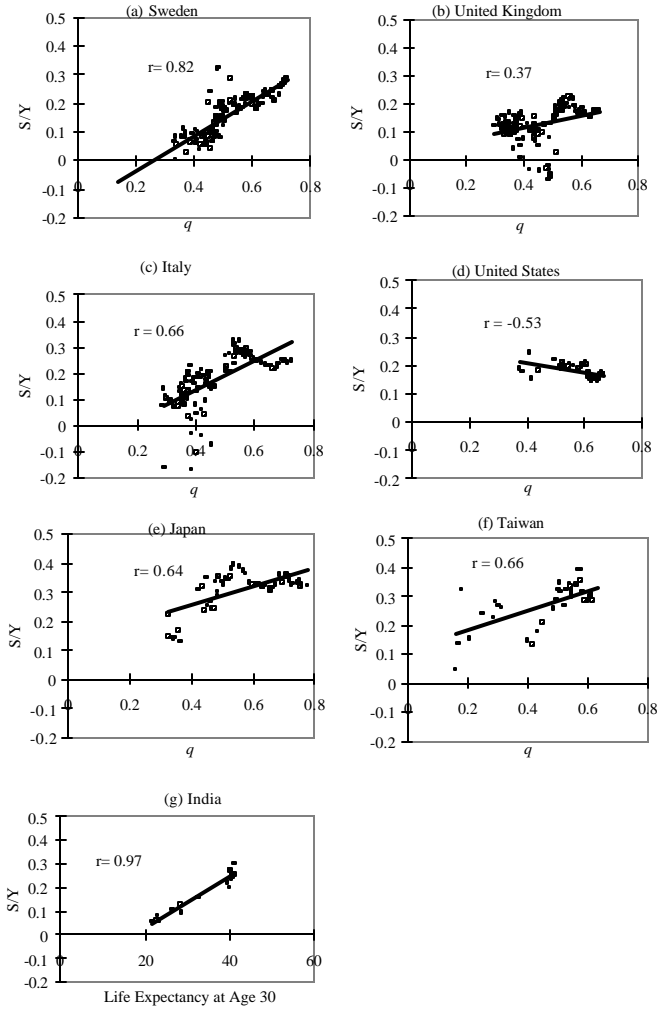 (a) Sweden
0.5
0.4
0.3
0.2
0.1
0
-0.1
-0.2
S/Y
r= 0.82
0 0.2 0.4 0.6 0.8
q
(b) United Kingdom
0.5
0.4
0.3
0.2
0.1
0
-0.1
-0.2
S/Y
r= 0.37
0 0.2 0.4 0.6 0.8
q
(c) Italy
0.5
0.4
0.3
0.2
0.1
0
-0.1
-0.2
S/Y
r = 0.66
0 0.2 0.4 0.6 0.8
q
(d) United States
0.5
0.4
0.3
0.2
0.1
0
-0.1
-0.2
S/Y
r = -0.53
0 0.2 0.4 0.6 0.8
q
(e) Japan
0.5
0.4
0.3
0.2
0.1
0
-0.1
-0.2
S/Y
r= 0.64
0 0.2 0.4 0.6 0.8
q
(f) Taiwan
0.5
0.4
0.3
0.2
0.1
0
-0.1
-0.2
S/Y
r = 0.66
0 0.2 0.4 0.6 0.8
q
(g) India
0.5
0.4
0.3
0.2
0.1
0
-0.1
-0.2
S/Y
r= 0.97
0 20 40 60
Life Expectancy at Age 30